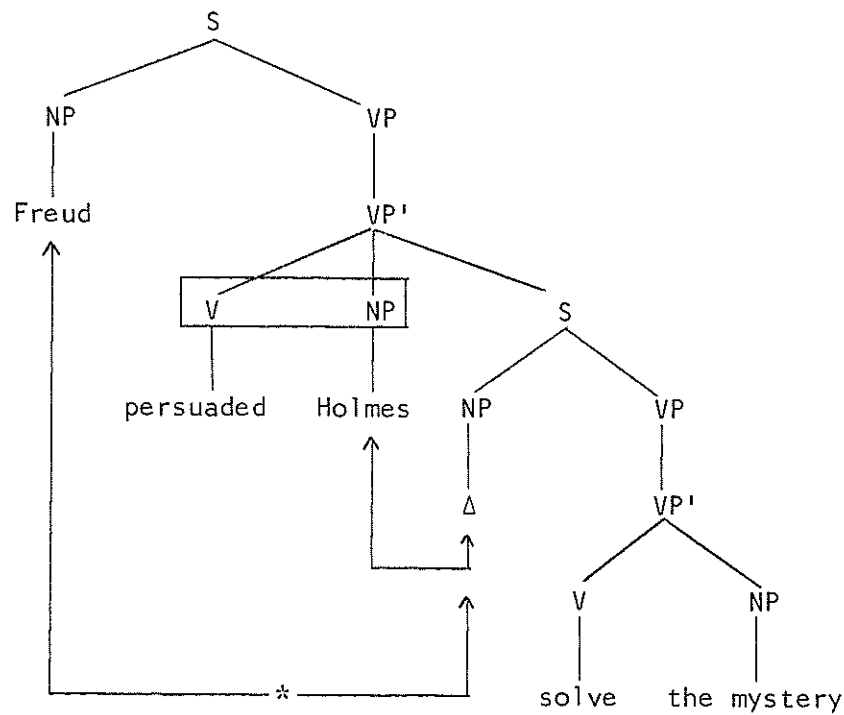 S
NP VP
Freud VP'
V NP S
persuaded Holmes NP VP
Δ VP'
V NP
*
solve the mystery